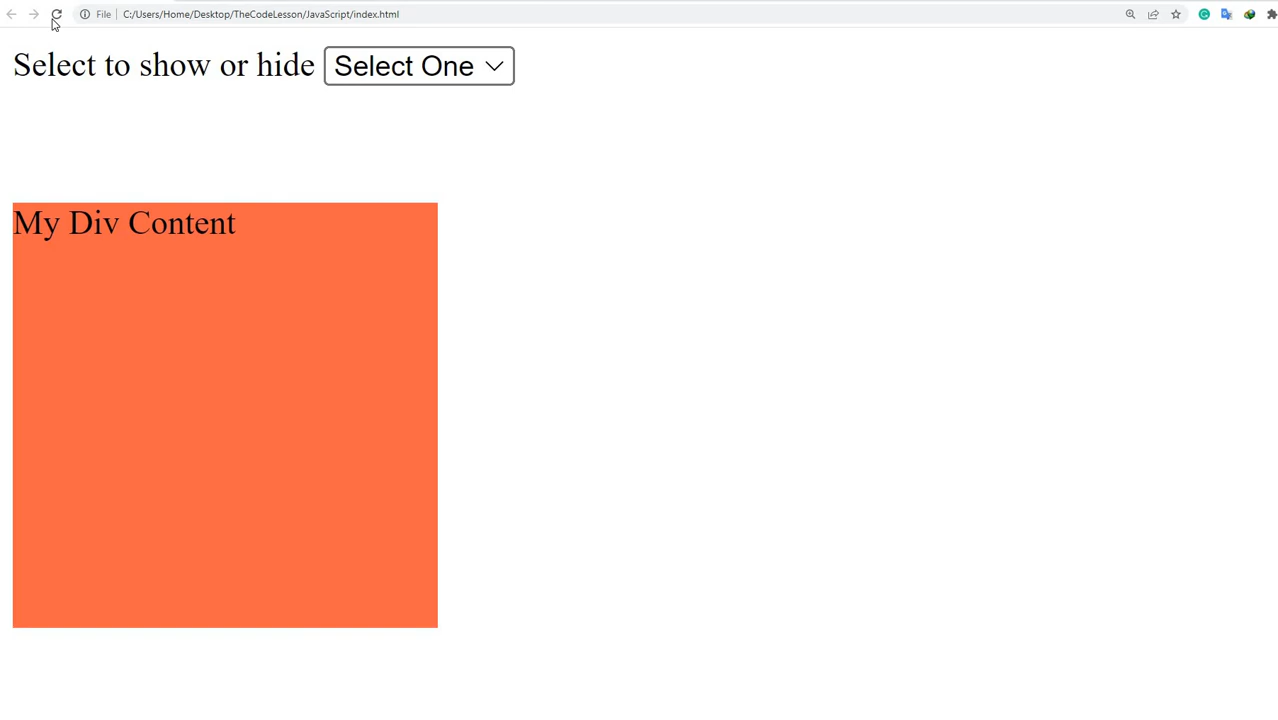 File C:/Users/Home/Desktop/TheCodeLesson/JavaScript/index.html
Select to show or hide Select One
My Div Content